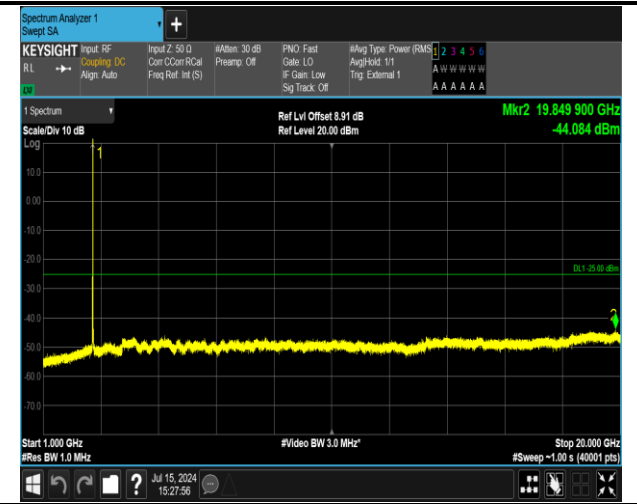 Spectrum Analyzer 1
Swept SA
+
KEYSIGHT
RL
Input: RF
Coupling: DC
Align: Auto
Input Z: 50 Ω
Corr CCorr RCal
Freq Ref: Int (S)
#Atten: 30 dB
Preamp: Off
PNO: Fast
Gate: LO
IF Gain: Low
Sig Track: Off
#Avg Type: Power (RMS
Avg|Hold: 1/1
Trig: External 1
1 2 3 4 5 6
A W W W W W
A A A A A A
1 Spectrum
Scale/Div 10 dB
Ref Lvl Offset 8.91 dB
Ref Level 20.00 dBm
Mkr2 19.849 900 GHz
-44.084 dBm
Log
1
10.0
0.00
-10.0
-20.0
DL1 -25.00 dBm
-30.0
-40.0
2
-50.0
-60.0
-70.0
Start 1.000 GHz
#Video BW 3.0 MHz*
Stop 20.000 GHz
#Res BW 1.0 MHz
#Sweep ~1.00 s (40001 pts)
?
Jul 15, 2024
15:27:56